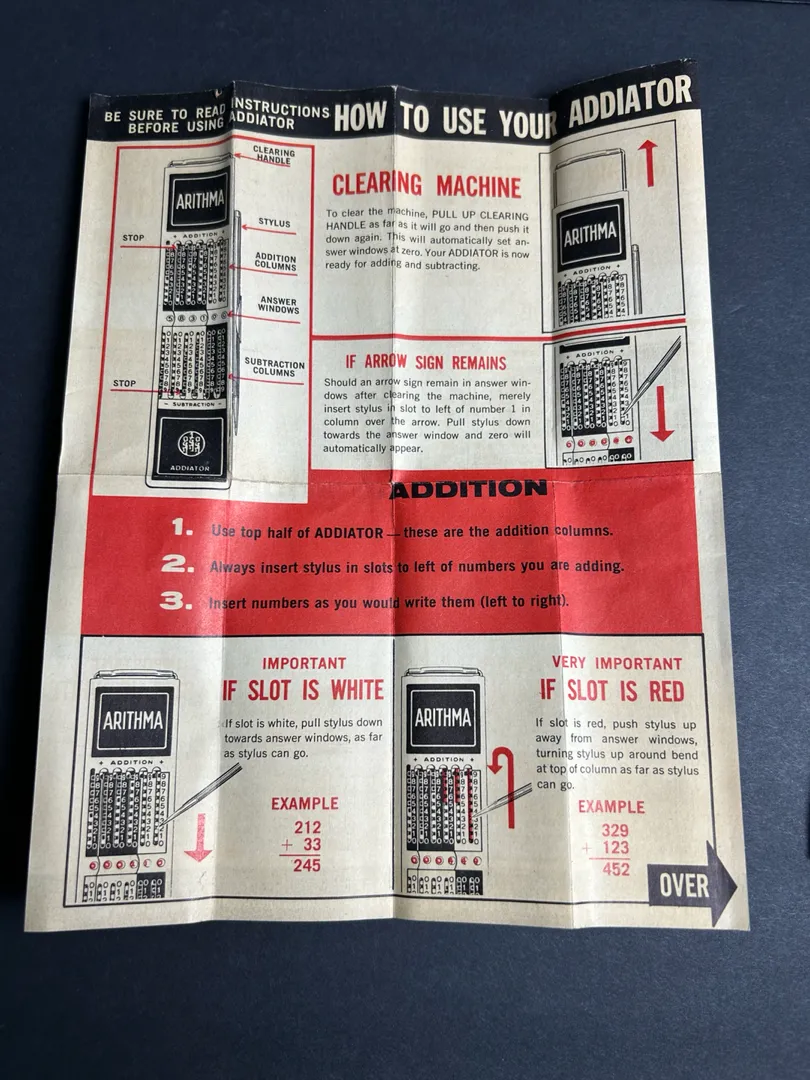 BE SURE TO READ INSTRUCTIONS
BEFORE USING ADDIATOR
HOW TO USE YOUR ADDIATOR
CLEARING
HANDLE
STYLUS
STOP
ADDITION
COLUMNS
ANSWER
WINDOWS
SUBTRACTION
COLUMNS
STOP
ARITHMA
+ ADDITION +
– SUBTRACTION –
ADDIATOR
CLEARING MACHINE
To clear the machine, PULL UP CLEARING
HANDLE as far as it will go and then push it
down again. This will automatically set an-
swer windows at zero. Your ADDIATOR is now
ready for adding and subtracting.
ARITHMA
+ ADDITION +
IF ARROW SIGN REMAINS
Should an arrow sign remain in answer win-
dows after clearing the machine, merely
insert stylus in slot to left of number 1 in
column over the arrow. Pull stylus down
towards the answer window and zero will
automatically appear.
+ ADDITION +
ADDITION
1. Use top half of ADDIATOR — these are the addition columns.
2. Always insert stylus in slots to left of numbers you are adding.
3. Insert numbers as you would write them (left to right).
ARITHMA
+ ADDITION +
IMPORTANT
IF SLOT IS WHITE
If slot is white, pull stylus down
towards answer windows, as far
as stylus can go.
EXAMPLE
212
+ 33
245
ARITHMA
+ ADDITION +
VERY IMPORTANT
IF SLOT IS RED
If slot is red, push stylus up
away from answer windows,
turning stylus up around bend
at top of column as far as stylus
can go.
EXAMPLE
329
+ 123
452
OVER